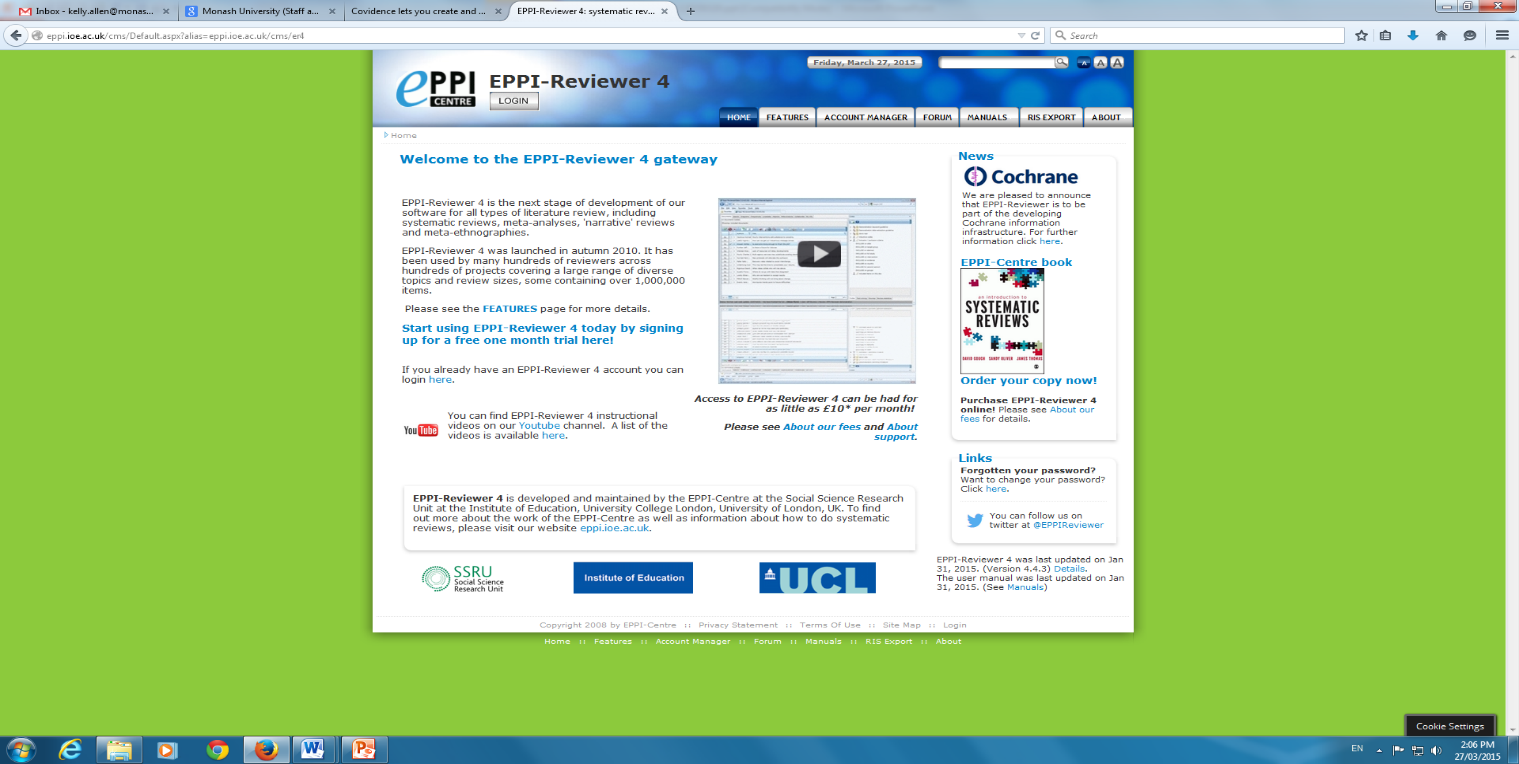 Inbox - kelly.allen@monas...
Monash University (Staff a...
Covidence lets you create and ...
EPPI-Reviewer 4: systematic rev...
eppi.ioe.ac.uk/cms/Default.aspx?alias=eppi.ioe.ac.uk/cms/er4
Search
Friday, March 27, 2015
A A A
ePPI
CENTRE
EPPI-Reviewer 4
LOGIN
HOME FEATURES ACCOUNT MANAGER FORUM MANUALS RIS EXPORT ABOUT
Home
Welcome to the EPPI-Reviewer 4 gateway
EPPI-Reviewer 4 is the next stage of development of our
software for all types of literature review, including
systematic reviews, meta-analyses, 'narrative' reviews
and meta-ethnographies.
EPPI-Reviewer 4 was launched in autumn 2010. It has
been used by many hundreds of reviewers across
hundreds of projects covering a large range of diverse
topics and review sizes, some containing over 1,000,000
items.
Please see the FEATURES page for more details.
Start using EPPI-Reviewer 4 today by signing
up for a free one month trial here!
If you already have an EPPI-Reviewer 4 account you can
login here.
YouTube
You can find EPPI-Reviewer 4 instructional
videos on our Youtube channel. A list of the
videos is available here.
Access to EPPI-Reviewer 4 can be had for
as little as £10* per month!
Please see About our fees and About
support.
News
Cochrane
We are pleased to announce
that EPPI-Reviewer is to be
part of the developing
Cochrane information
infrastructure. For further
information click here.
EPPI-Centre book
an introduction to
SYSTEMATIC
REVIEWS
DAVID GOUGH SANDY OLIVER JAMES THOMAS
Order your copy now!
Purchase EPPI-Reviewer 4
online! Please see About our
fees for details.
Links
Forgotten your password?
Want to change your password?
Click here.
You can follow us on
twitter at @EPPIReviewer
EPPI-Reviewer 4 is developed and maintained by the EPPI-Centre at the Social Science Research
Unit at the Institute of Education, University College London, University of London, UK. To find
out more about the work of the EPPI-Centre as well as information about how to do systematic
reviews, please visit our website eppi.ioe.ac.uk.
SSRU
Social Science
Research Unit
Institute of Education
UCL
EPPI-Reviewer 4 was last updated on Jan
31, 2015. (Version 4.4.3) Details.
The user manual was last updated on Jan
31, 2015. (See Manuals)
Copyright 2008 by EPPI-Centre :: Privacy Statement :: Terms Of Use :: Site Map :: Login
Home :: Features :: Account Manager :: Forum :: Manuals :: RIS Export :: About
Cookie Settings
EN
2:06 PM
27/03/2015